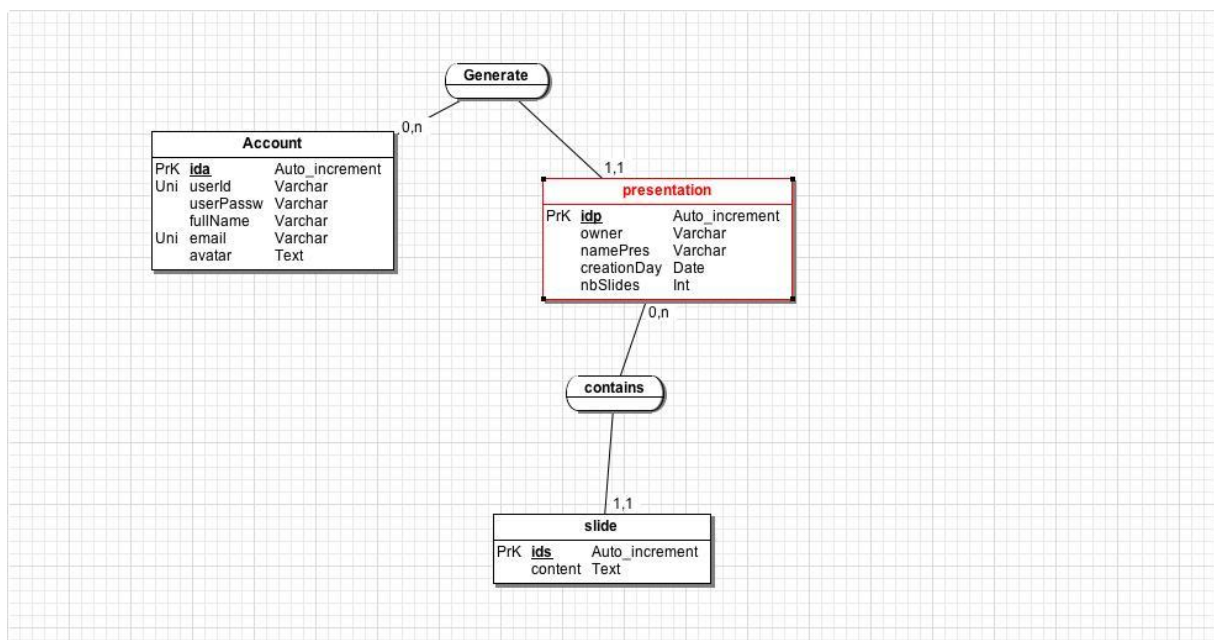 Generate
0,n
Account
PrK ida Auto_increment
Uni userId Varchar
userPassw Varchar
fullName Varchar
Uni email Varchar
avatar Text
1,1
presentation
PrK idp Auto_increment
owner Varchar
namePres Varchar
creationDay Date
nbSlides Int
0,n
contains
1,1
slide
PrK ids Auto_increment
content Text